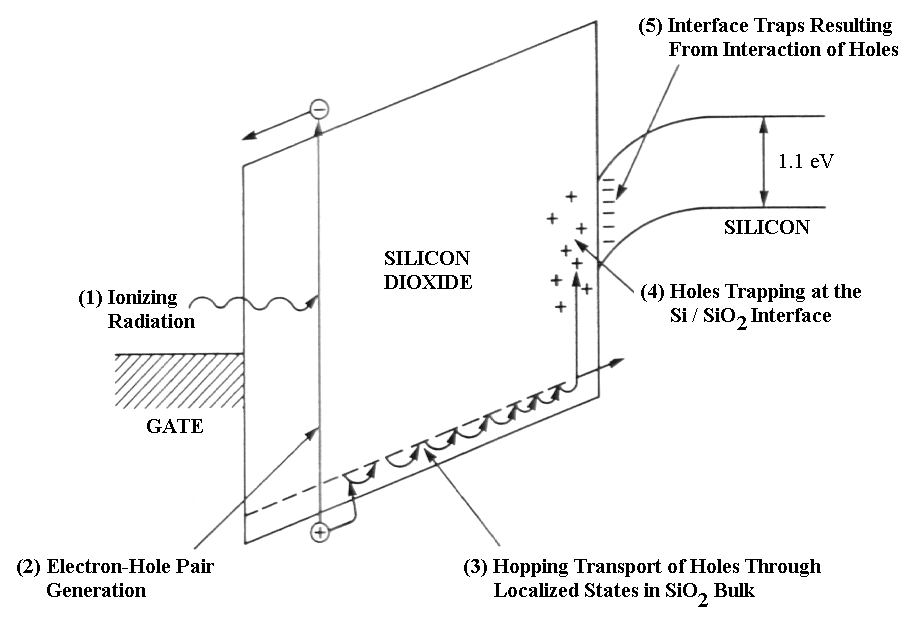 (5) Interface Traps Resulting
From Interaction of Holes
1.1 eV
SILICON
SILICON
DIOXIDE
(1) Ionizing
Radiation
(4) Holes Trapping at the
Si / SiO2 Interface
GATE
(2) Electron-Hole Pair
Generation
(3) Hopping Transport of Holes Through
Localized States in SiO2 Bulk